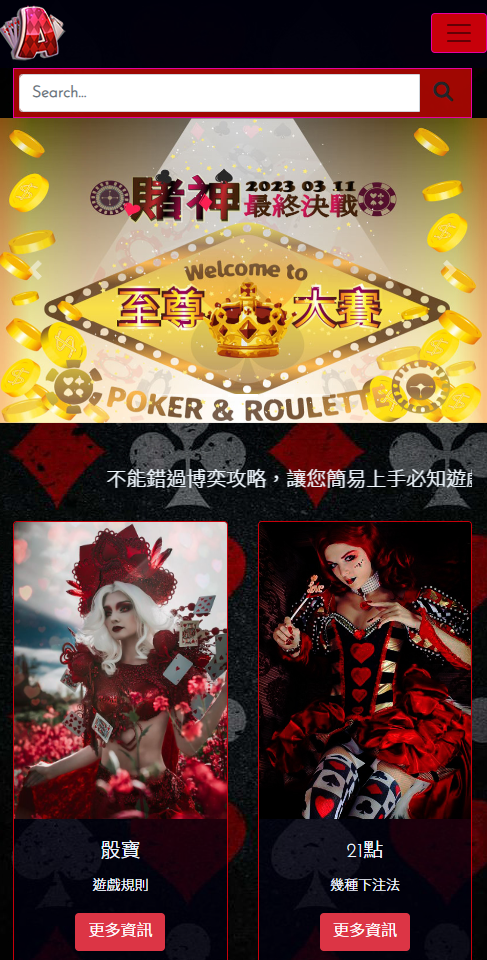 A
Search...
賭神 2023 03 11
最終決戰
Welcome to
至尊 大賽
POKER & ROULETTE
不能錯過博奕攻略,讓您簡易上手必知遊戲
骰寶
遊戲規則
更多資訊
21點
幾種下注法
更多資訊